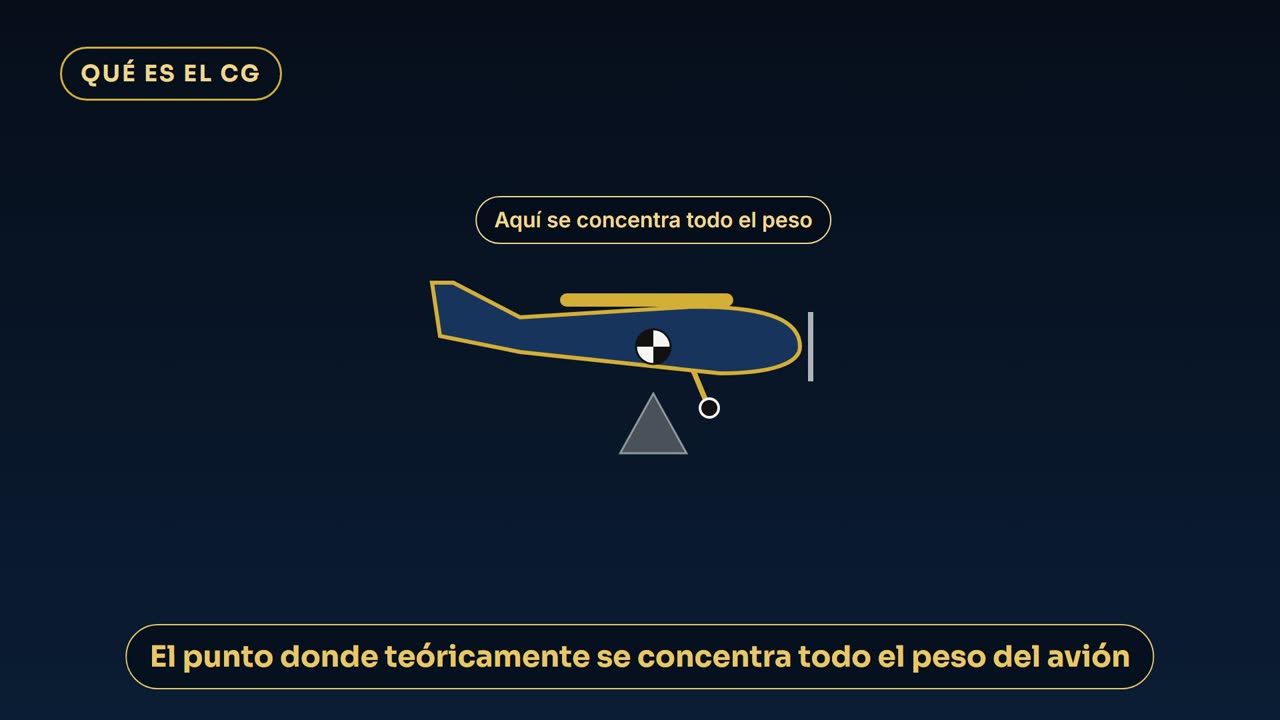 QUÉ ES EL CG
Aquí se concentra todo el peso
El punto donde teóricamente se concentra todo el peso del avión